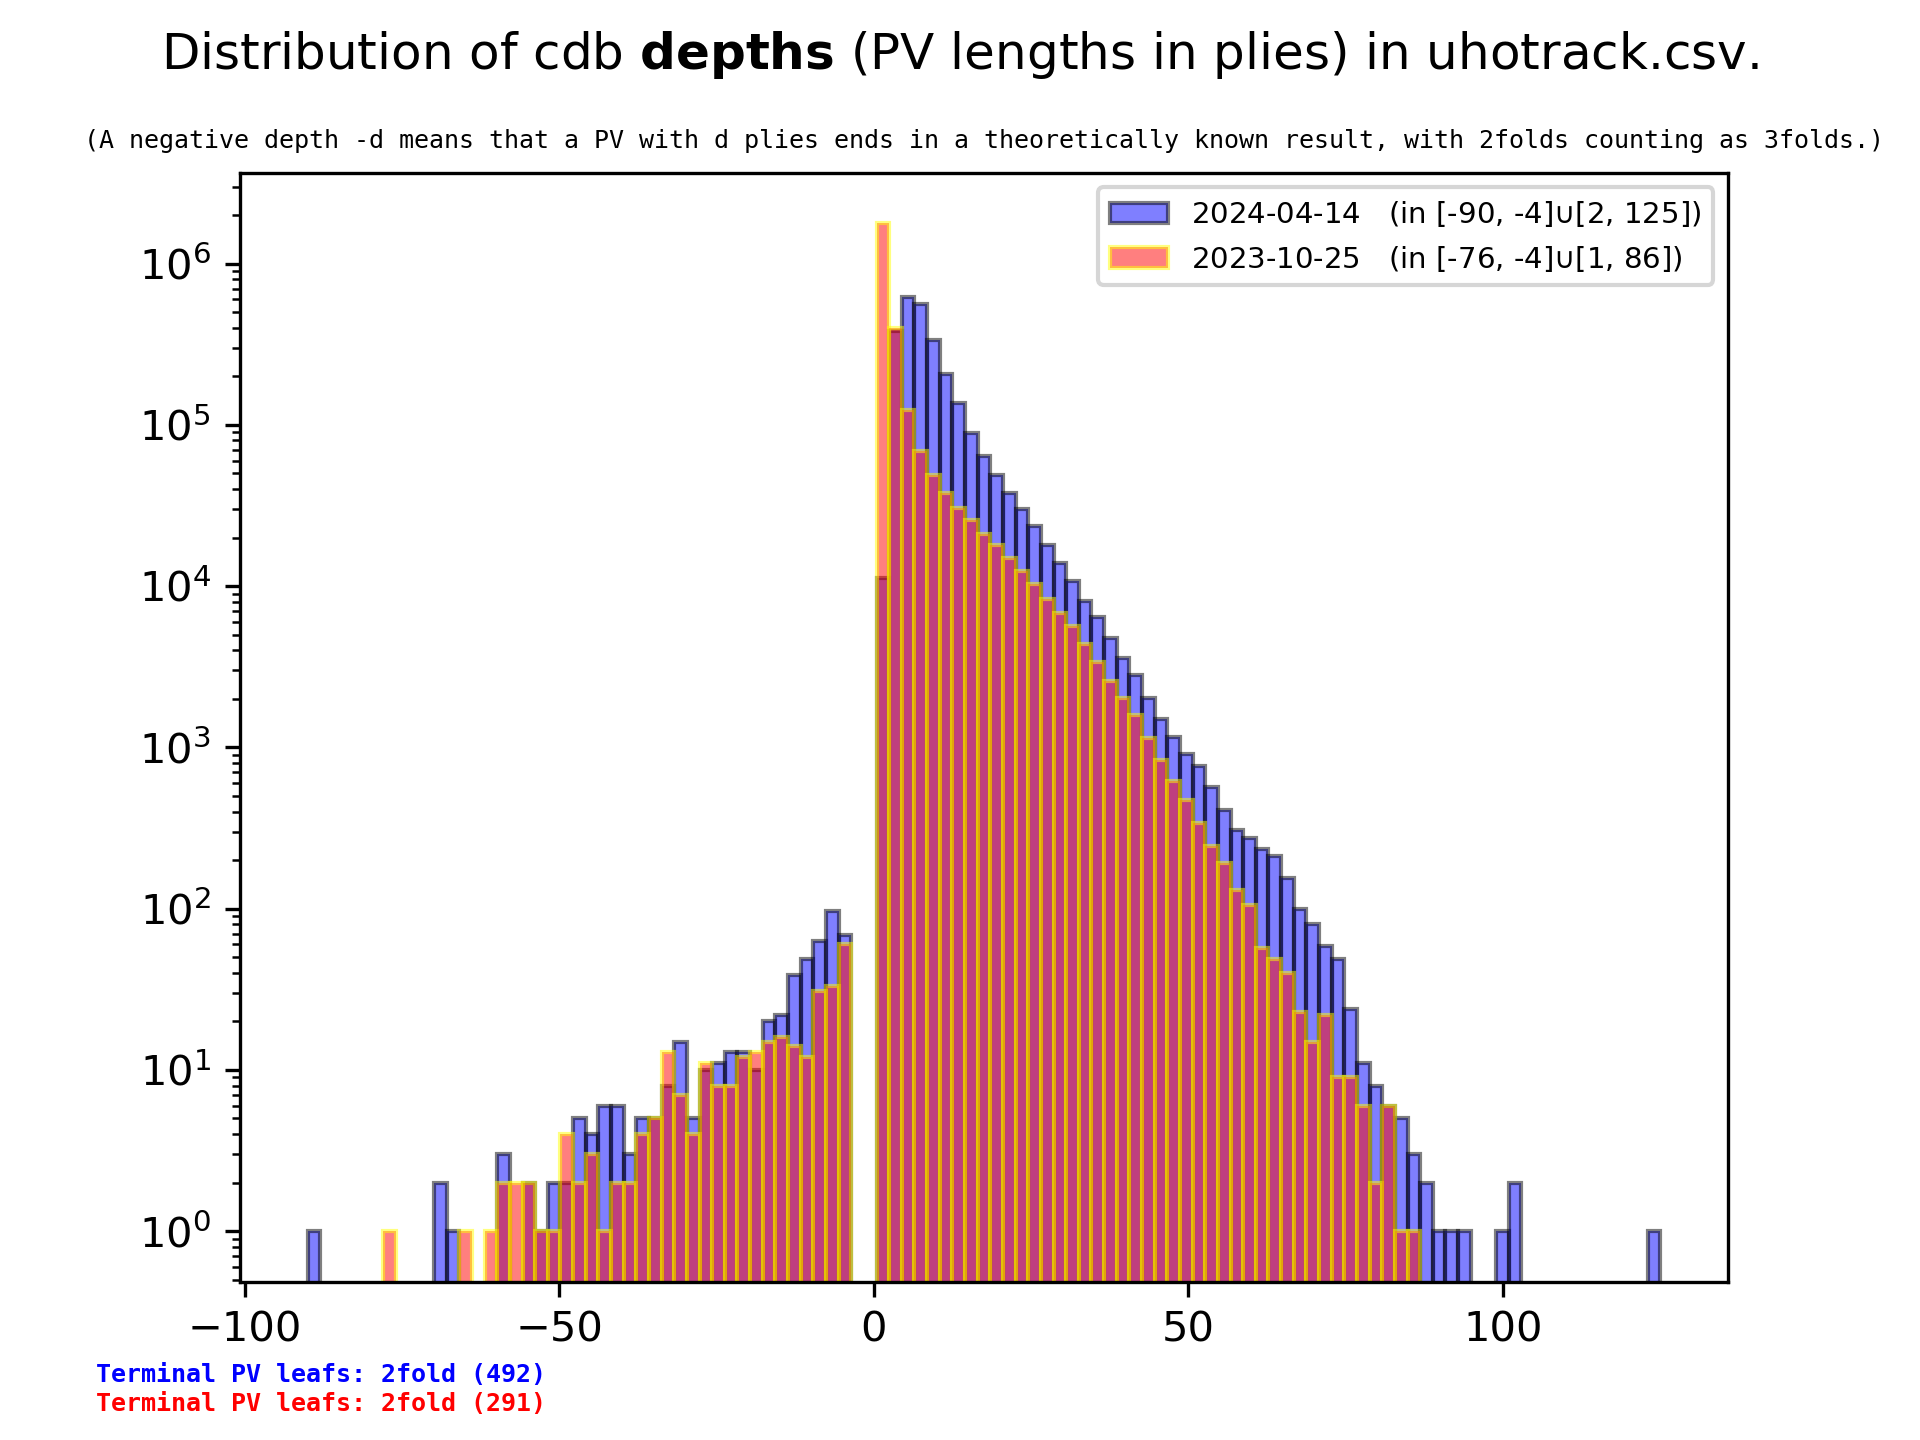 Distribution of cdb depths (PV lengths in plies) in uhotrack.csv.
(A negative depth -d means that a PV with d plies ends in a theoretically known result, with 2folds counting as 3folds.)
2024-04-14 (in [-90, -4]∪[2, 125])
2023-10-25 (in [-76, -4]∪[1, 86])
10⁶
10⁵
10⁴
10³
10²
10¹
10⁰
−100 −50 0 50 100
Terminal PV leafs: 2fold (492)
Terminal PV leafs: 2fold (291)